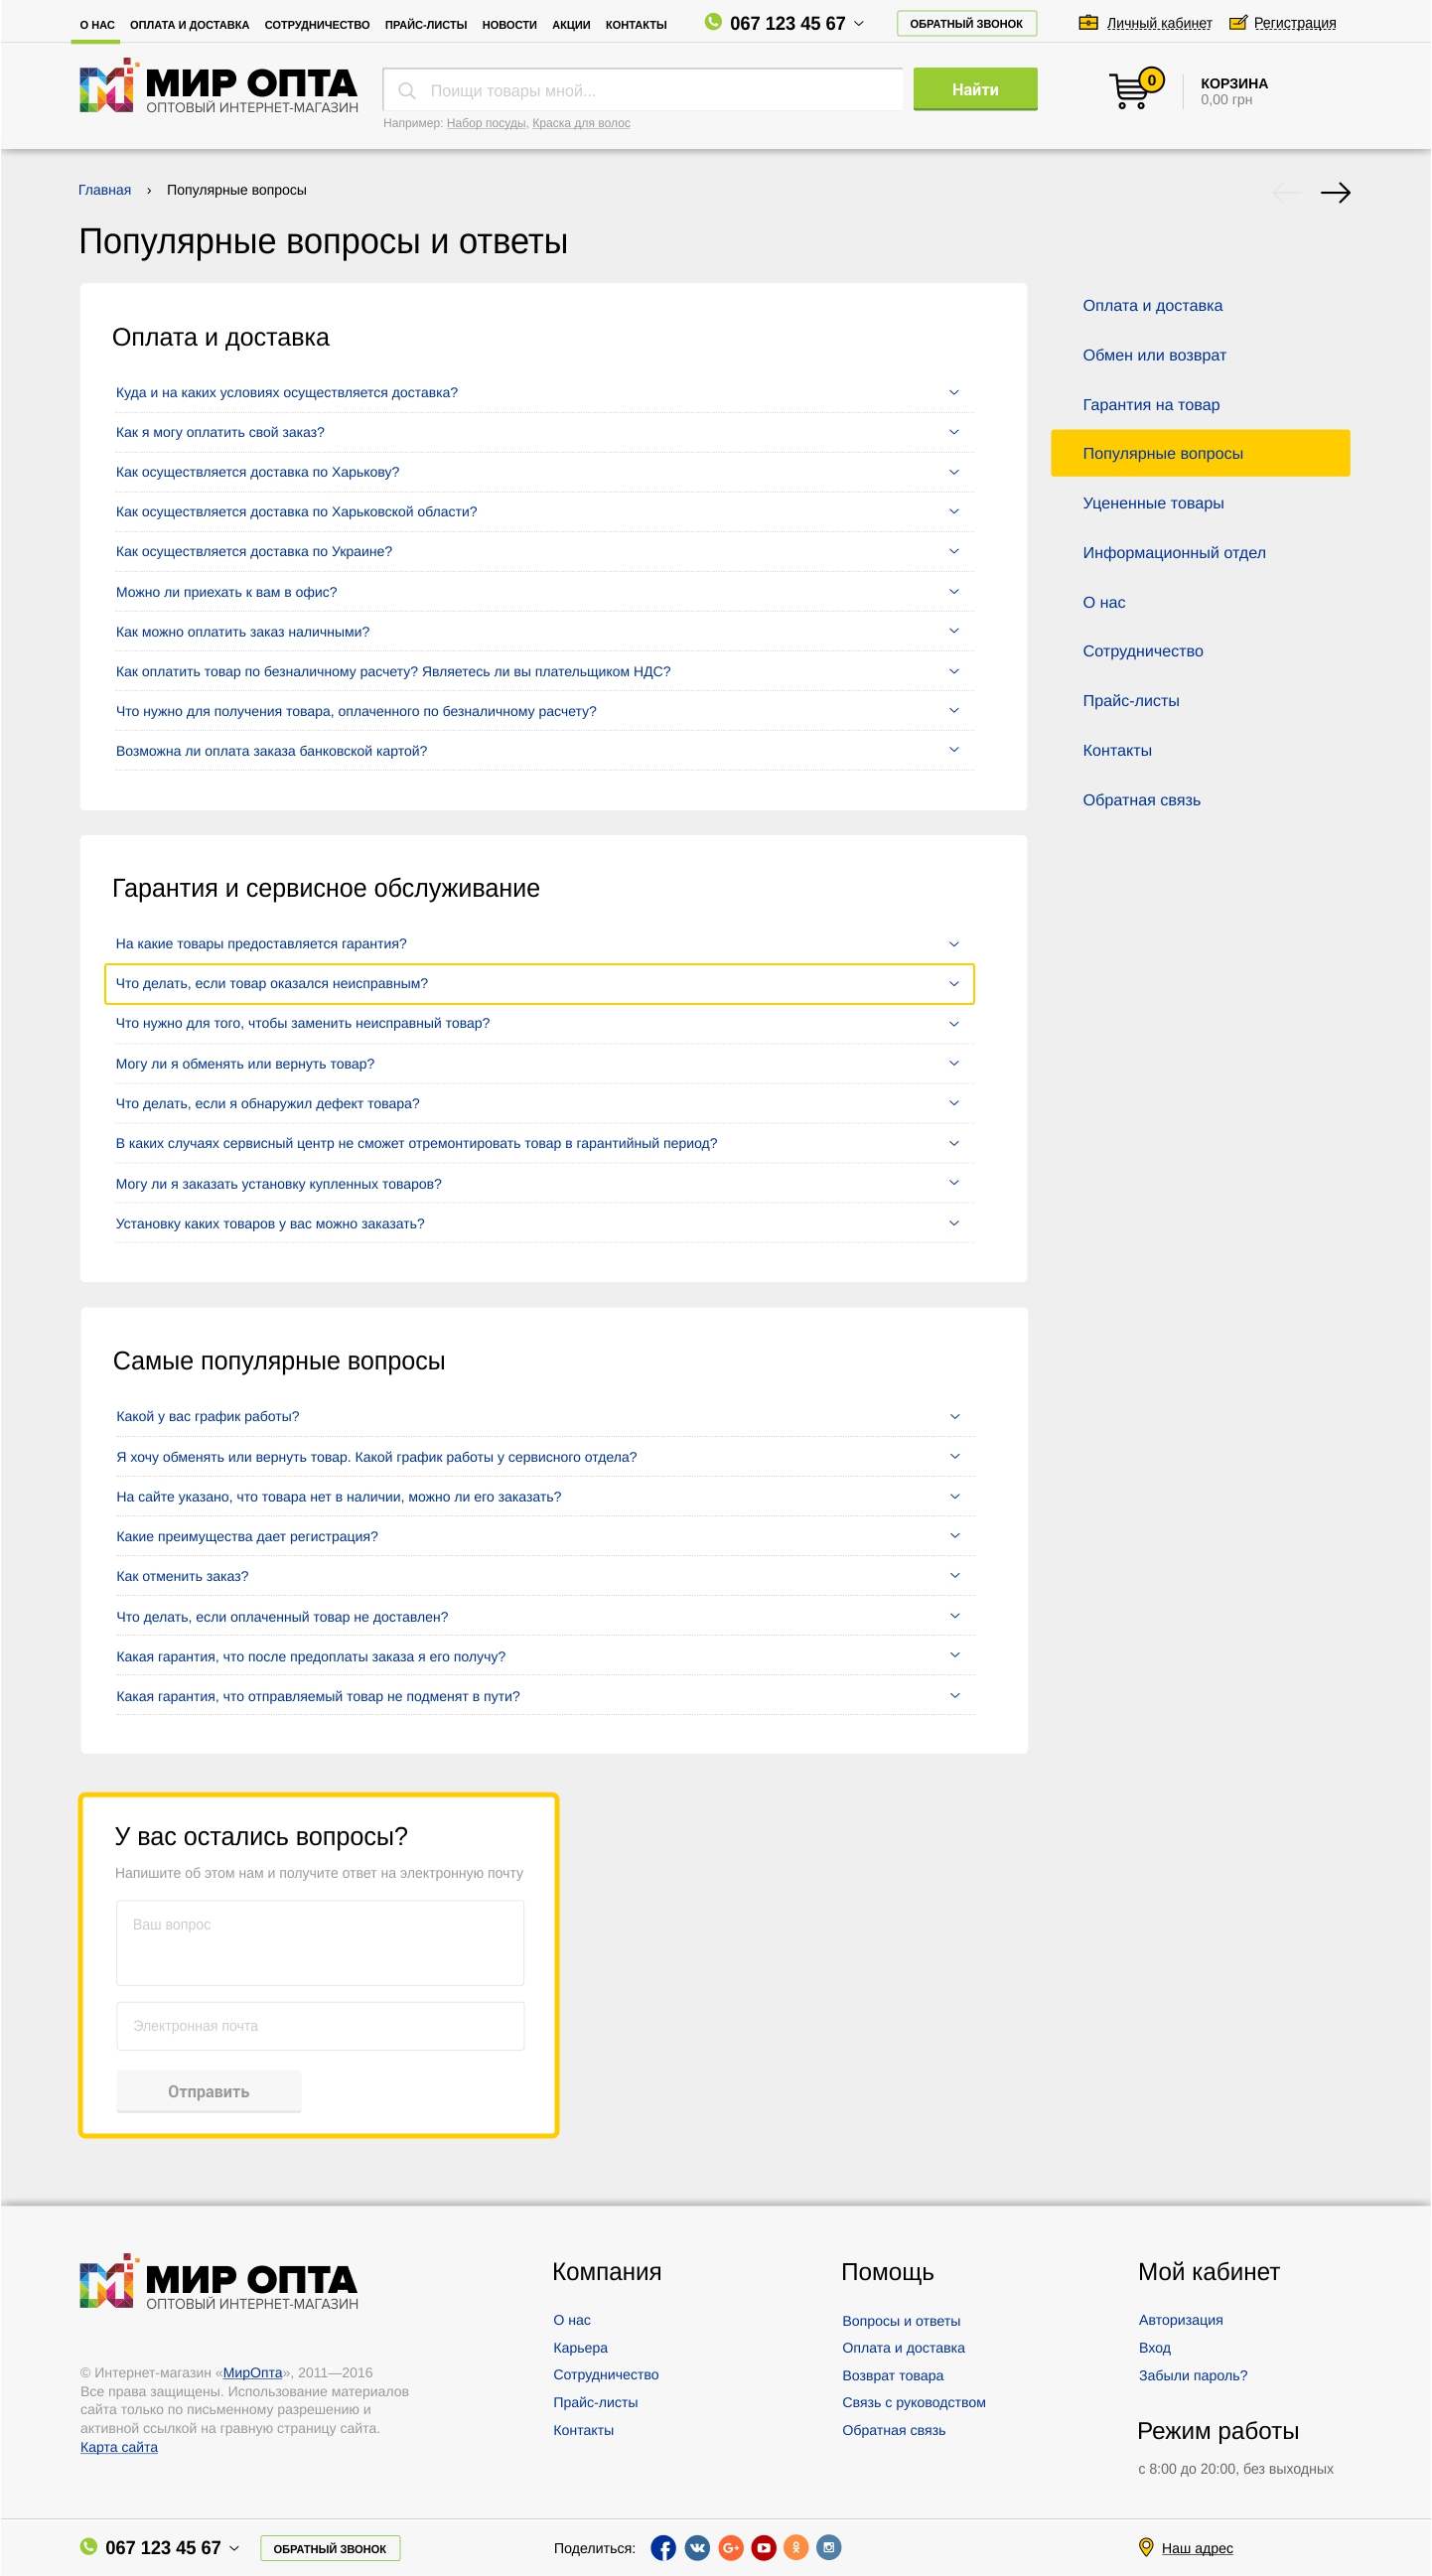 О НАС ОПЛАТА И ДОСТАВКА СОТРУДНИЧЕСТВО ПРАЙС-ЛИСТЫ НОВОСТИ АКЦИИ КОНТАКТЫ 067 123 45 67 ОБРАТНЫЙ ЗВОНОК Личный кабинет Регистрация
МИР ОПТА
ОПТОВЫЙ ИНТЕРНЕТ-МАГАЗИН
Поищи товары мной...
Найти
0
КОРЗИНА
0,00 грн
Например: Набор посуды, Краска для волос
Главная › Популярные вопросы
Популярные вопросы и ответы
Оплата и доставка
Куда и на каких условиях осуществляется доставка?
Как я могу оплатить свой заказ?
Как осуществляется доставка по Харькову?
Как осуществляется доставка по Харьковской области?
Как осуществляется доставка по Украине?
Можно ли приехать к вам в офис?
Как можно оплатить заказ наличными?
Как оплатить товар по безналичному расчету? Являетесь ли вы плательщиком НДС?
Что нужно для получения товара, оплаченного по безналичному расчету?
Возможна ли оплата заказа банковской картой?
Оплата и доставка
Обмен или возврат
Гарантия на товар
Популярные вопросы
Уцененные товары
Информационный отдел
О нас
Сотрудничество
Прайс-листы
Контакты
Обратная связь
Гарантия и сервисное обслуживание
На какие товары предоставляется гарантия?
Что делать, если товар оказался неисправным?
Что нужно для того, чтобы заменить неисправный товар?
Могу ли я обменять или вернуть товар?
Что делать, если я обнаружил дефект товара?
В каких случаях сервисный центр не сможет отремонтировать товар в гарантийный период?
Могу ли я заказать установку купленных товаров?
Установку каких товаров у вас можно заказать?
Самые популярные вопросы
Какой у вас график работы?
Я хочу обменять или вернуть товар. Какой график работы у сервисного отдела?
На сайте указано, что товара нет в наличии, можно ли его заказать?
Какие преимущества дает регистрация?
Как отменить заказ?
Что делать, если оплаченный товар не доставлен?
Какая гарантия, что после предоплаты заказа я его получу?
Какая гарантия, что отправляемый товар не подменят в пути?
У вас остались вопросы?
Напишите об этом нам и получите ответ на электронную почту
Ваш вопрос
Электронная почта
Отправить
МИР ОПТА
ОПТОВЫЙ ИНТЕРНЕТ-МАГАЗИН
© Интернет-магазин «МирОпта», 2011—2016
Все права защищены. Использование материалов
сайта только по письменному разрешению и
активной ссылкой на гравную страницу сайта.
Карта сайта
Компания
О нас
Карьера
Сотрудничество
Прайс-листы
Контакты
Помощь
Вопросы и ответы
Оплата и доставка
Возврат товара
Связь с руководством
Обратная связь
Мой кабинет
Авторизация
Вход
Забыли пароль?
Режим работы
с 8:00 до 20:00, без выходных
067 123 45 67 ОБРАТНЫЙ ЗВОНОК Поделиться: Наш адрес